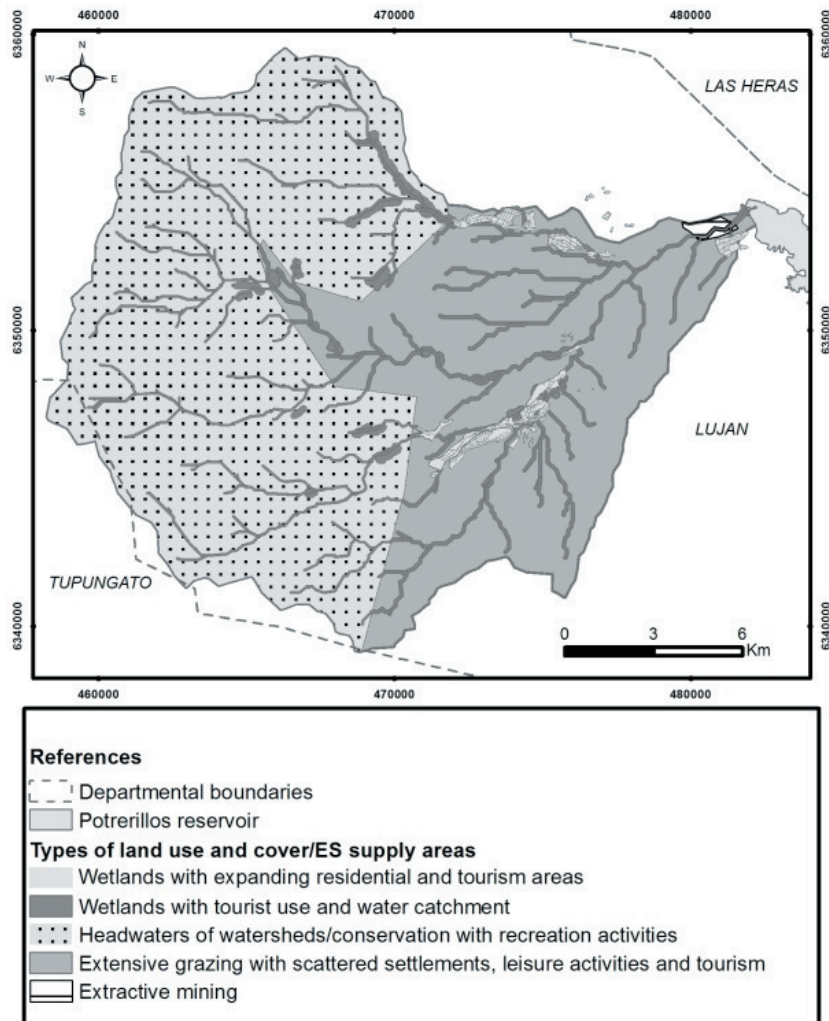 460000 470000 480000
6360000 6360000
N
W E
S
LAS HERAS
6350000 6350000
LUJAN
TUPUNGATO
6340000 6340000
0 3 6
Km
460000 470000 480000
References
Departmental boundaries
Potrerillos reservoir
Types of land use and cover/ES supply areas
Wetlands with expanding residential and tourism areas
Wetlands with tourist use and water catchment
Headwaters of watersheds/conservation with recreation activities
Extensive grazing with scattered settlements, leisure activities and tourism
Extractive mining